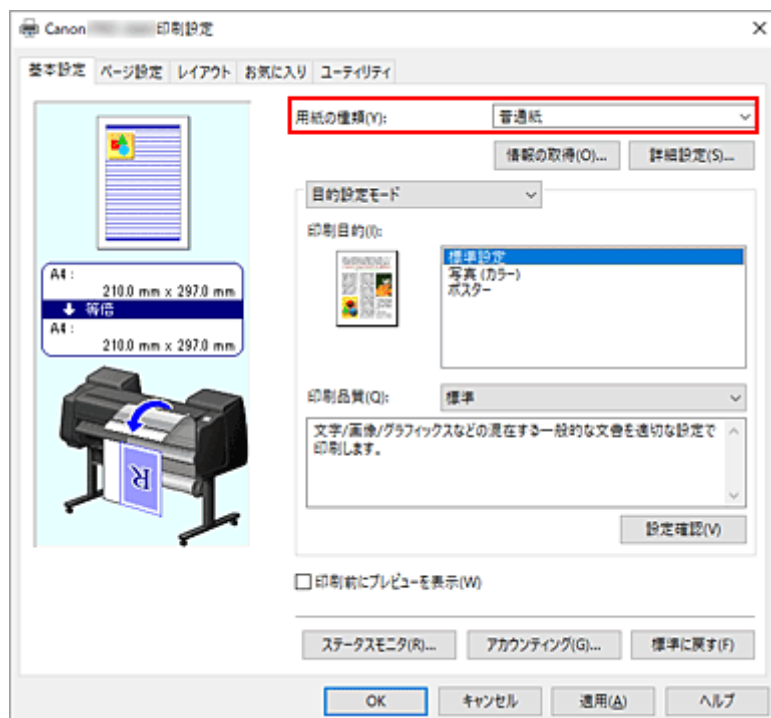 Canon 印刷設定
基本設定 ページ設定 レイアウト お気に入り ユーティリティ
用紙の種類(Y): 普通紙
情報の取得(O)... 詳細設定(S)...
目的設定モード
印刷目的(I):
標準設定
写真 (カラー)
ポスター
A4 :
210.0 mm x 297.0 mm
等倍
A4 :
210.0 mm x 297.0 mm
R
印刷品質(Q): 標準
文字/画像/グラフィックスなどの混在する一般的な文書を適切な設定で
印刷します。
設定確認(V)
印刷前にプレビューを表示(W)
ステータスモニタ(R)... アカウンティング(G)... 標準に戻す(F)
OK キャンセル 適用(A) ヘルプ